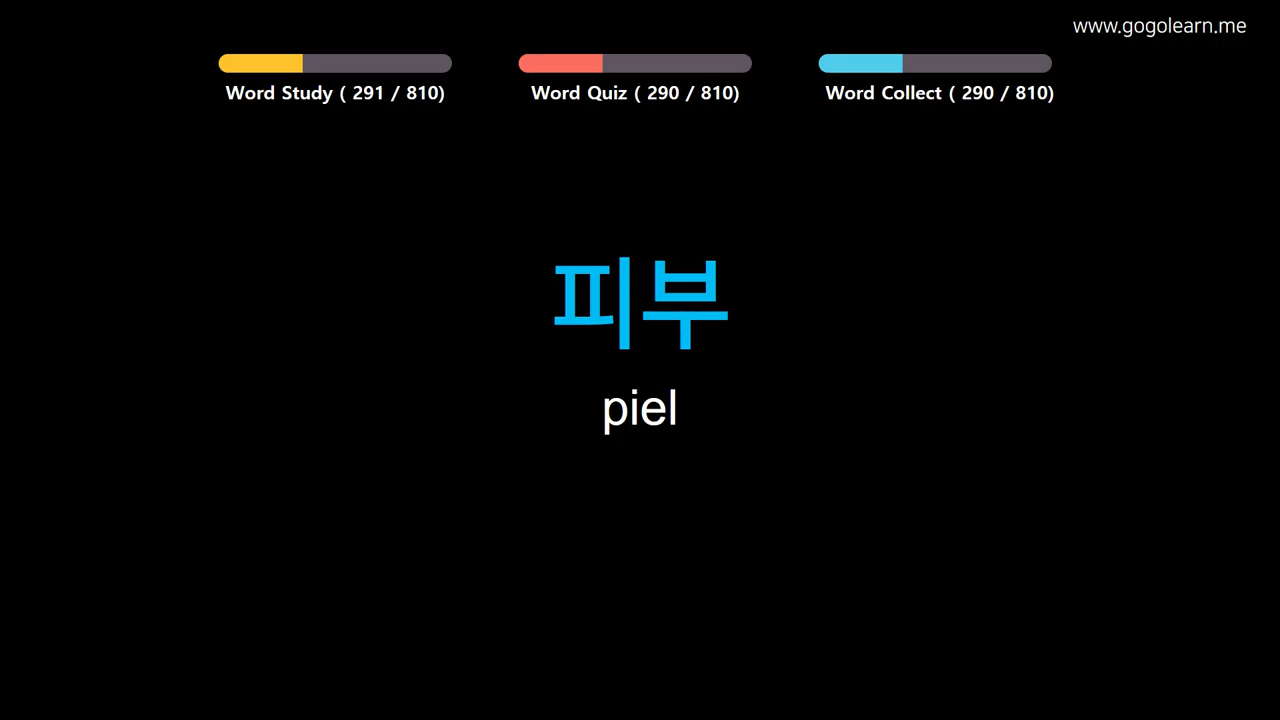 www.gogolearn.me
Word Study ( 291 / 810)
Word Quiz ( 290 / 810)
Word Collect ( 290 / 810)
피부
piel